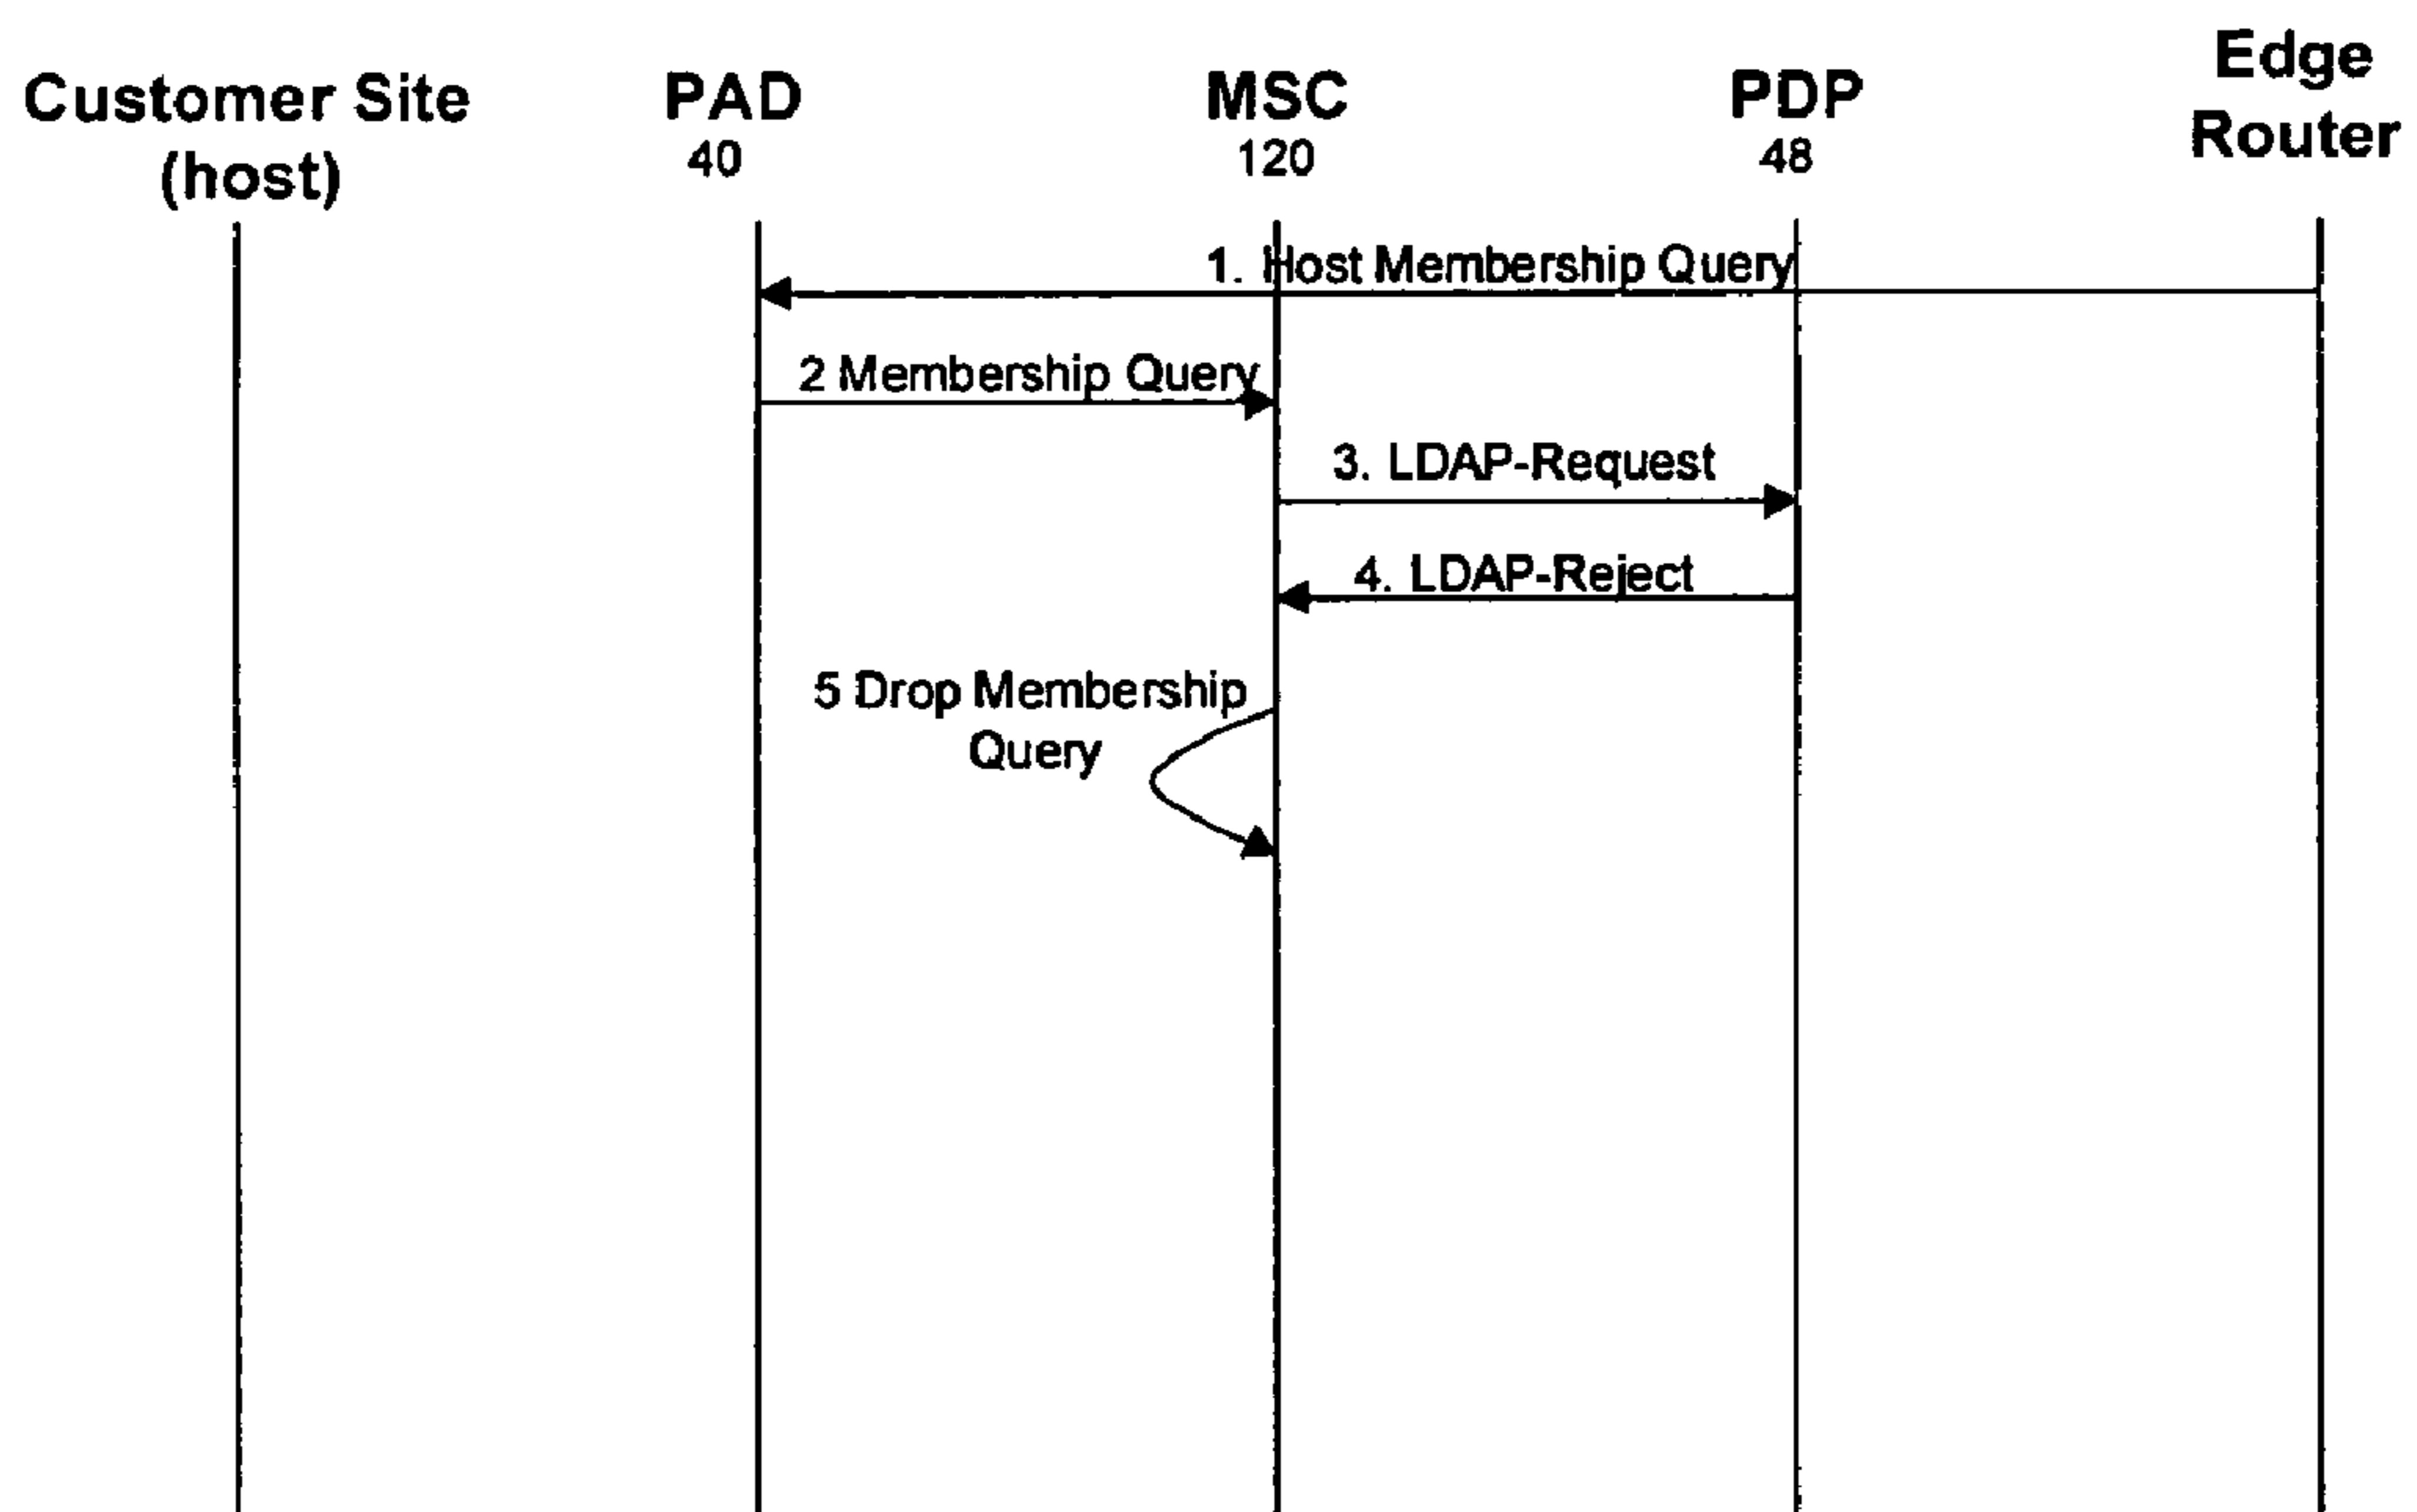 Customer Site
(host)
PAD
40
MSC
120
PDP
48
Edge
Router
1. Host Membership Query
2 Membership Query
3. LDAP-Request
4. LDAP-Reject
5 Drop Membership
Query